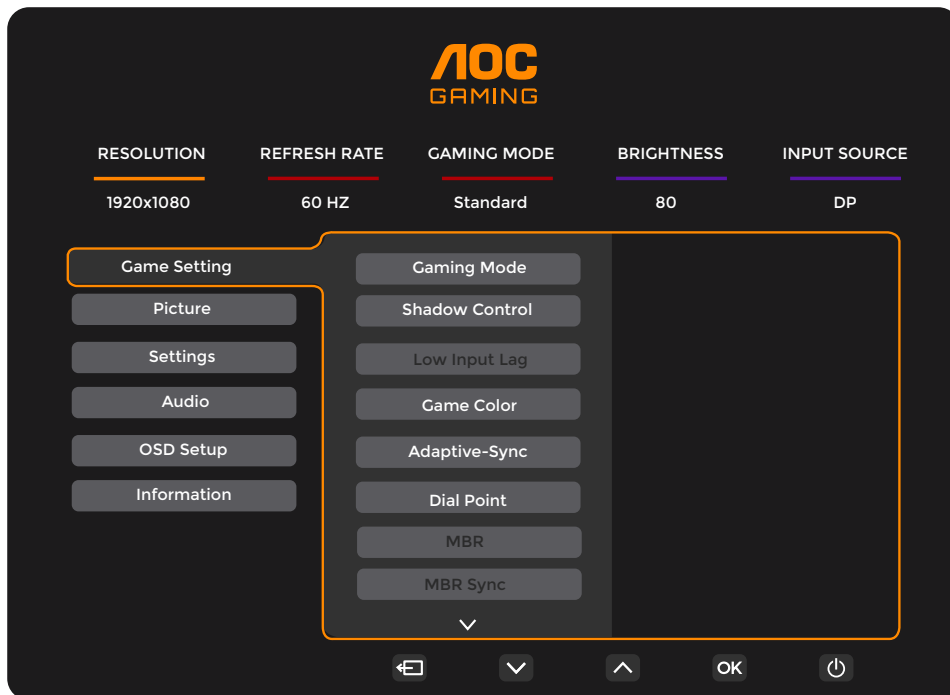 AOC
GAMING
RESOLUTION REFRESH RATE GAMING MODE BRIGHTNESS INPUT SOURCE
1920x1080 60 HZ Standard 80 DP
Game Setting
Picture
Settings
Audio
OSD Setup
Information
Gaming Mode
Shadow Control
Low Input Lag
Game Color
Adaptive-Sync
Dial Point
MBR
MBR Sync
OK